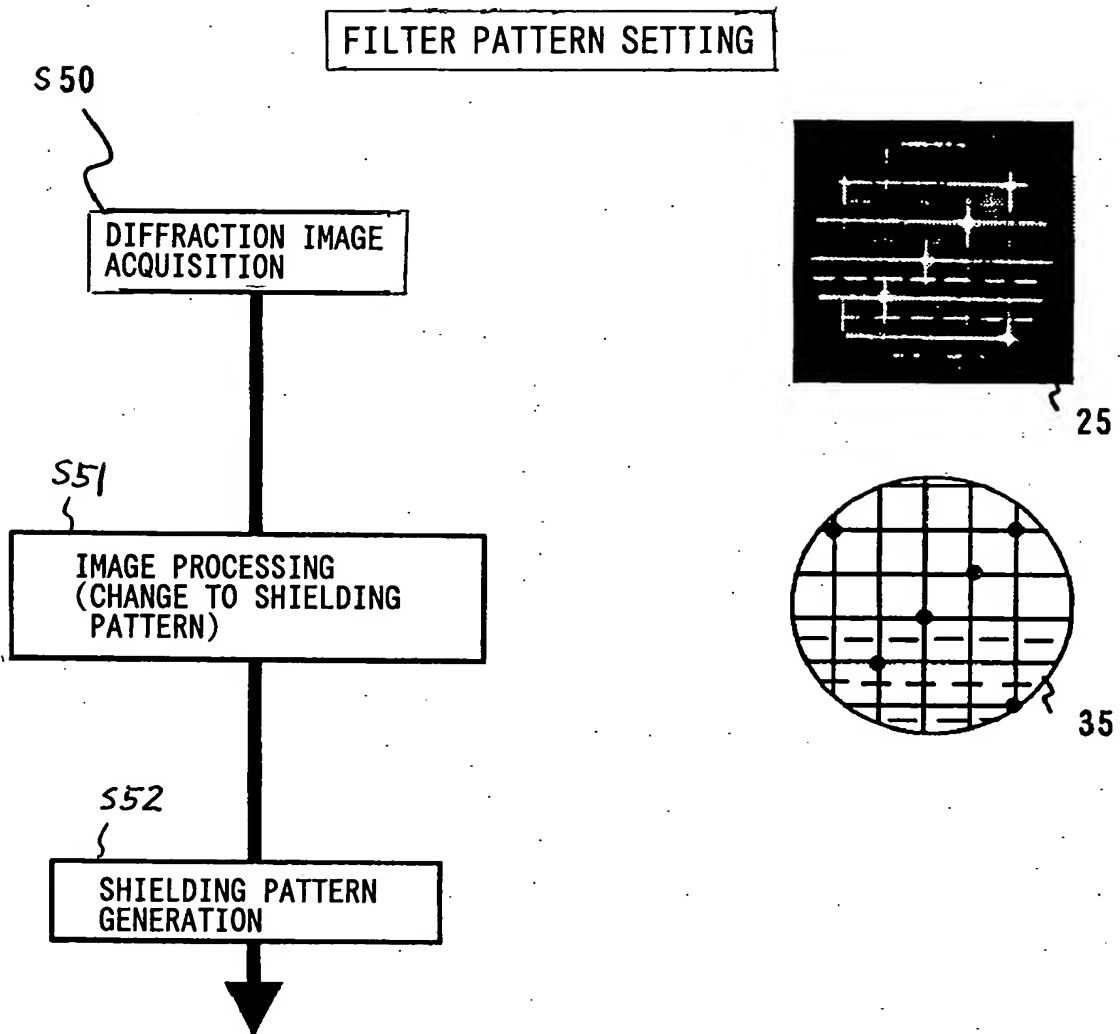 FILTER PATTERN SETTING
S50
DIFFRACTION IMAGE
ACQUISITION
25
S51
IMAGE PROCESSING
(CHANGE TO SHIELDING
PATTERN)
35
S52
SHIELDING PATTERN
GENERATION